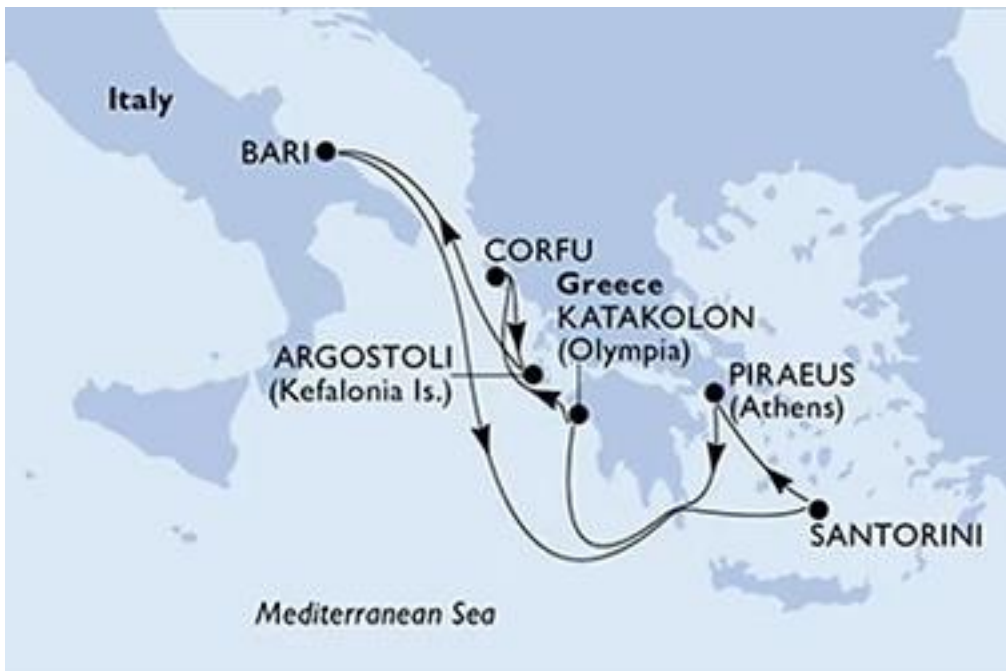 Italy
BARI
CORFU
Greece
KATAKOLON
(Olympia)
ARGOSTOLI
(Kefalonia Is.)
PIRAEUS
(Athens)
SANTORINI
Mediterranean Sea